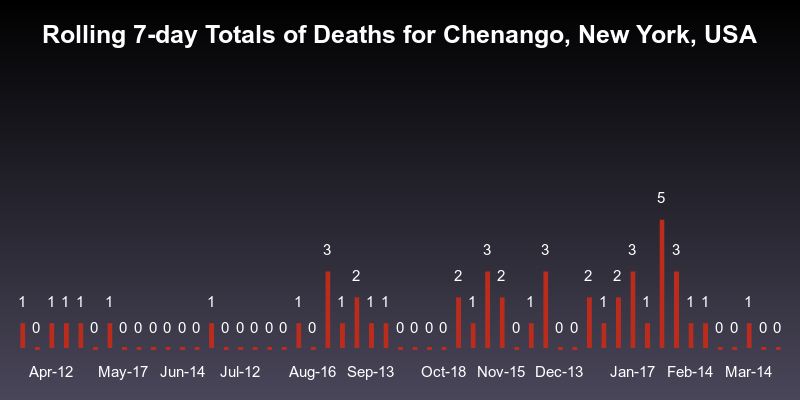 Rolling 7-day Totals of Deaths for Chenango, New York, USA
5
3 3 3 3 3
2 2 2 2 2
1 1 1 1 1 1 1 1 1 1 1 1 1 1 1 1 1
0 0 0 0 0 0 0 0 0 0 0 0 0 0 0 0 0 0 0 0 0 0 0 0 0
Apr-12 May-17 Jun-14 Jul-12 Aug-16 Sep-13 Oct-18 Nov-15 Dec-13 Jan-17 Feb-14 Mar-14